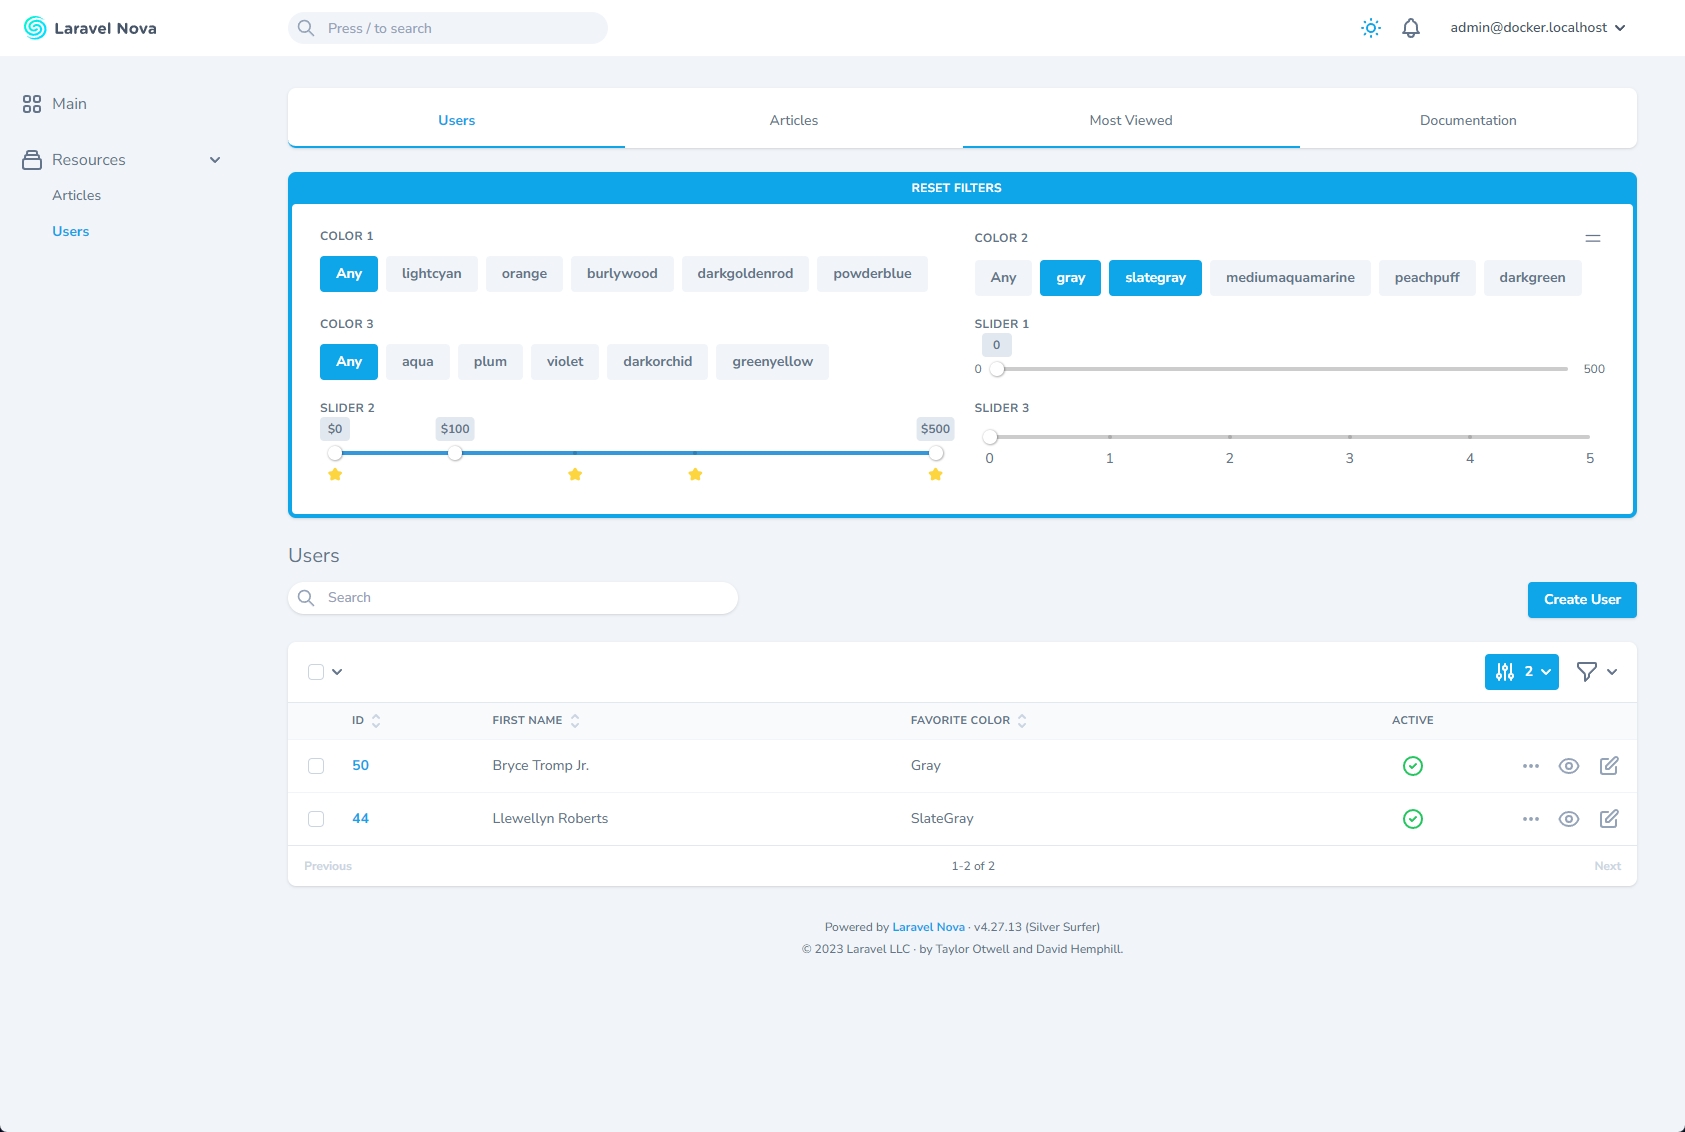 Laravel Nova
Press / to search
admin@docker.localhost
Main
Resources
Articles
Users
Users Articles Most Viewed Documentation
RESET FILTERS
COLOR 1
Any lightcyan orange burlywood darkgoldenrod powderblue
COLOR 2
Any gray slategray mediumaquamarine peachpuff darkgreen
COLOR 3
Any aqua plum violet darkorchid greenyellow
SLIDER 1
0
0 500
SLIDER 2
$0 $100 $500
SLIDER 3
0 1 2 3 4 5
Users
Search
Create User
2
ID FIRST NAME FAVORITE COLOR ACTIVE
50 Bryce Tromp Jr. Gray
44 Llewellyn Roberts SlateGray
Previous 1-2 of 2 Next
Powered by Laravel Nova · v4.27.13 (Silver Surfer)
© 2023 Laravel LLC · by Taylor Otwell and David Hemphill.